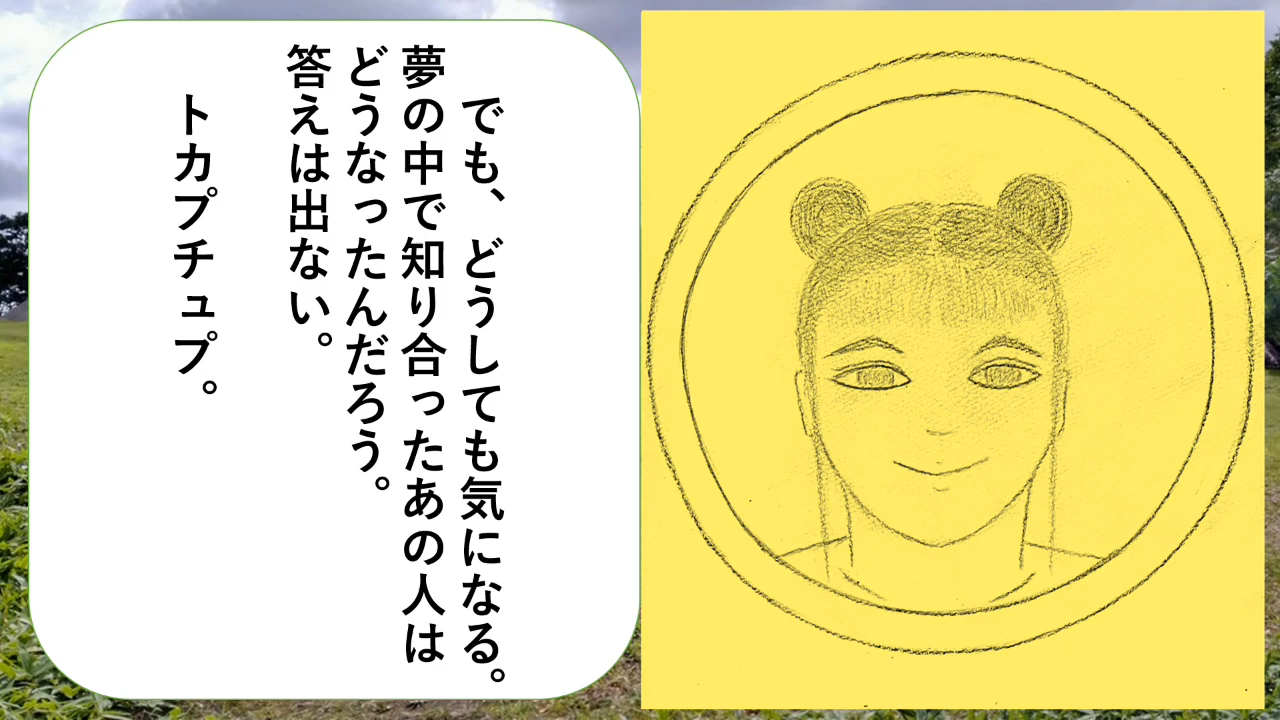 でも、どうしても気になる。
夢の中で知り合ったあの人は
どうなったんだろう。
答えは出ない。
トカプチュプ。